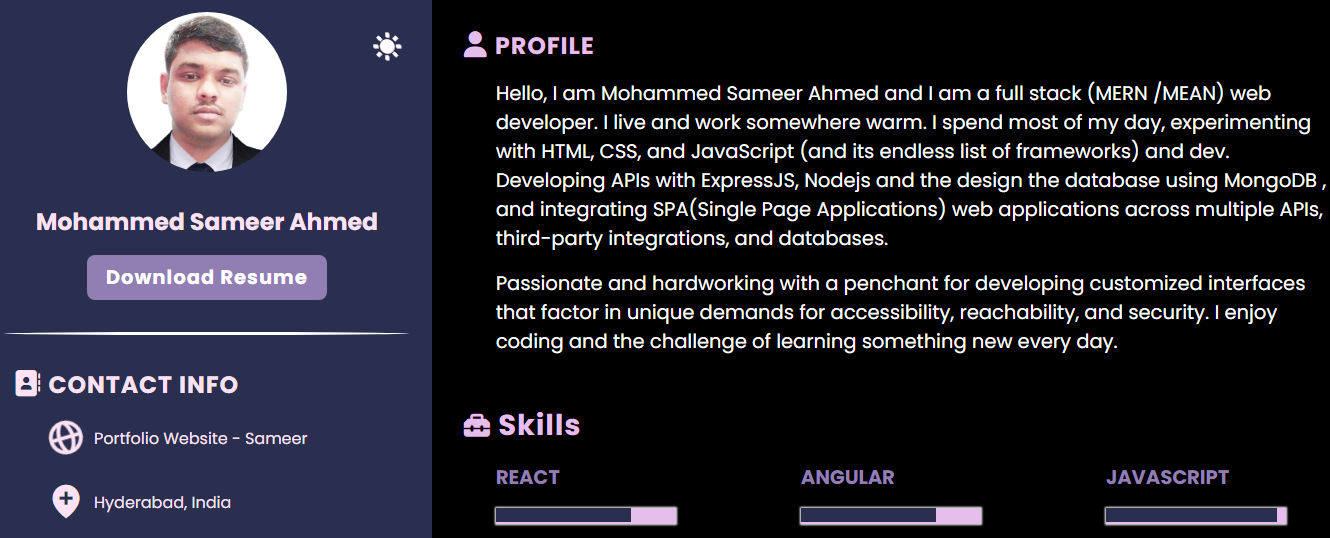 Mohammed Sameer Ahmed
Download Resume
CONTACT INFO
Portfolio Website - Sameer
Hyderabad, India
PROFILE
Hello, I am Mohammed Sameer Ahmed and I am a full stack (MERN /MEAN) web
developer. I live and work somewhere warm. I spend most of my day, experimenting
with HTML, CSS, and JavaScript (and its endless list of frameworks) and dev.
Developing APIs with ExpressJS, Nodejs and the design the database using MongoDB ,
and integrating SPA(Single Page Applications) web applications across multiple APIs,
third-party integrations, and databases.
Passionate and hardworking with a penchant for developing customized interfaces
that factor in unique demands for accessibility, reachability, and security. I enjoy
coding and the challenge of learning something new every day.
Skills
REACT
ANGULAR
JAVASCRIPT